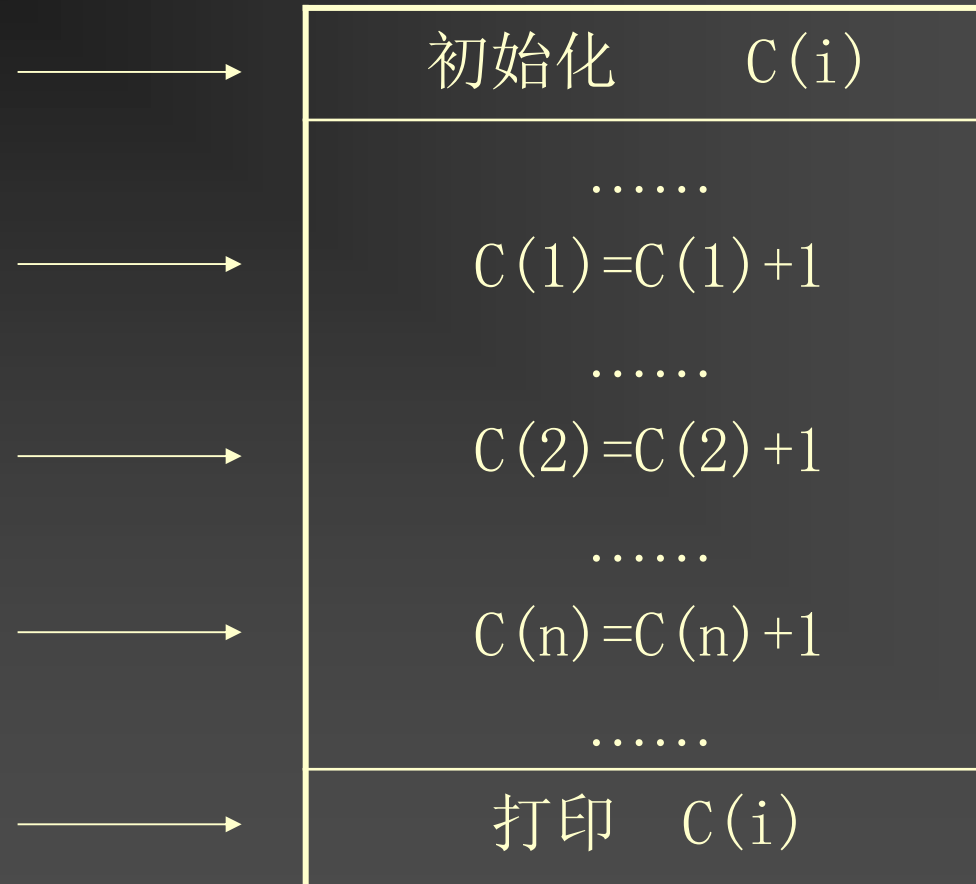 初始化 C(i)
......
C(1)=C(1)+1
......
C(2)=C(2)+1
......
C(n)=C(n)+1
......
打印 C(i)